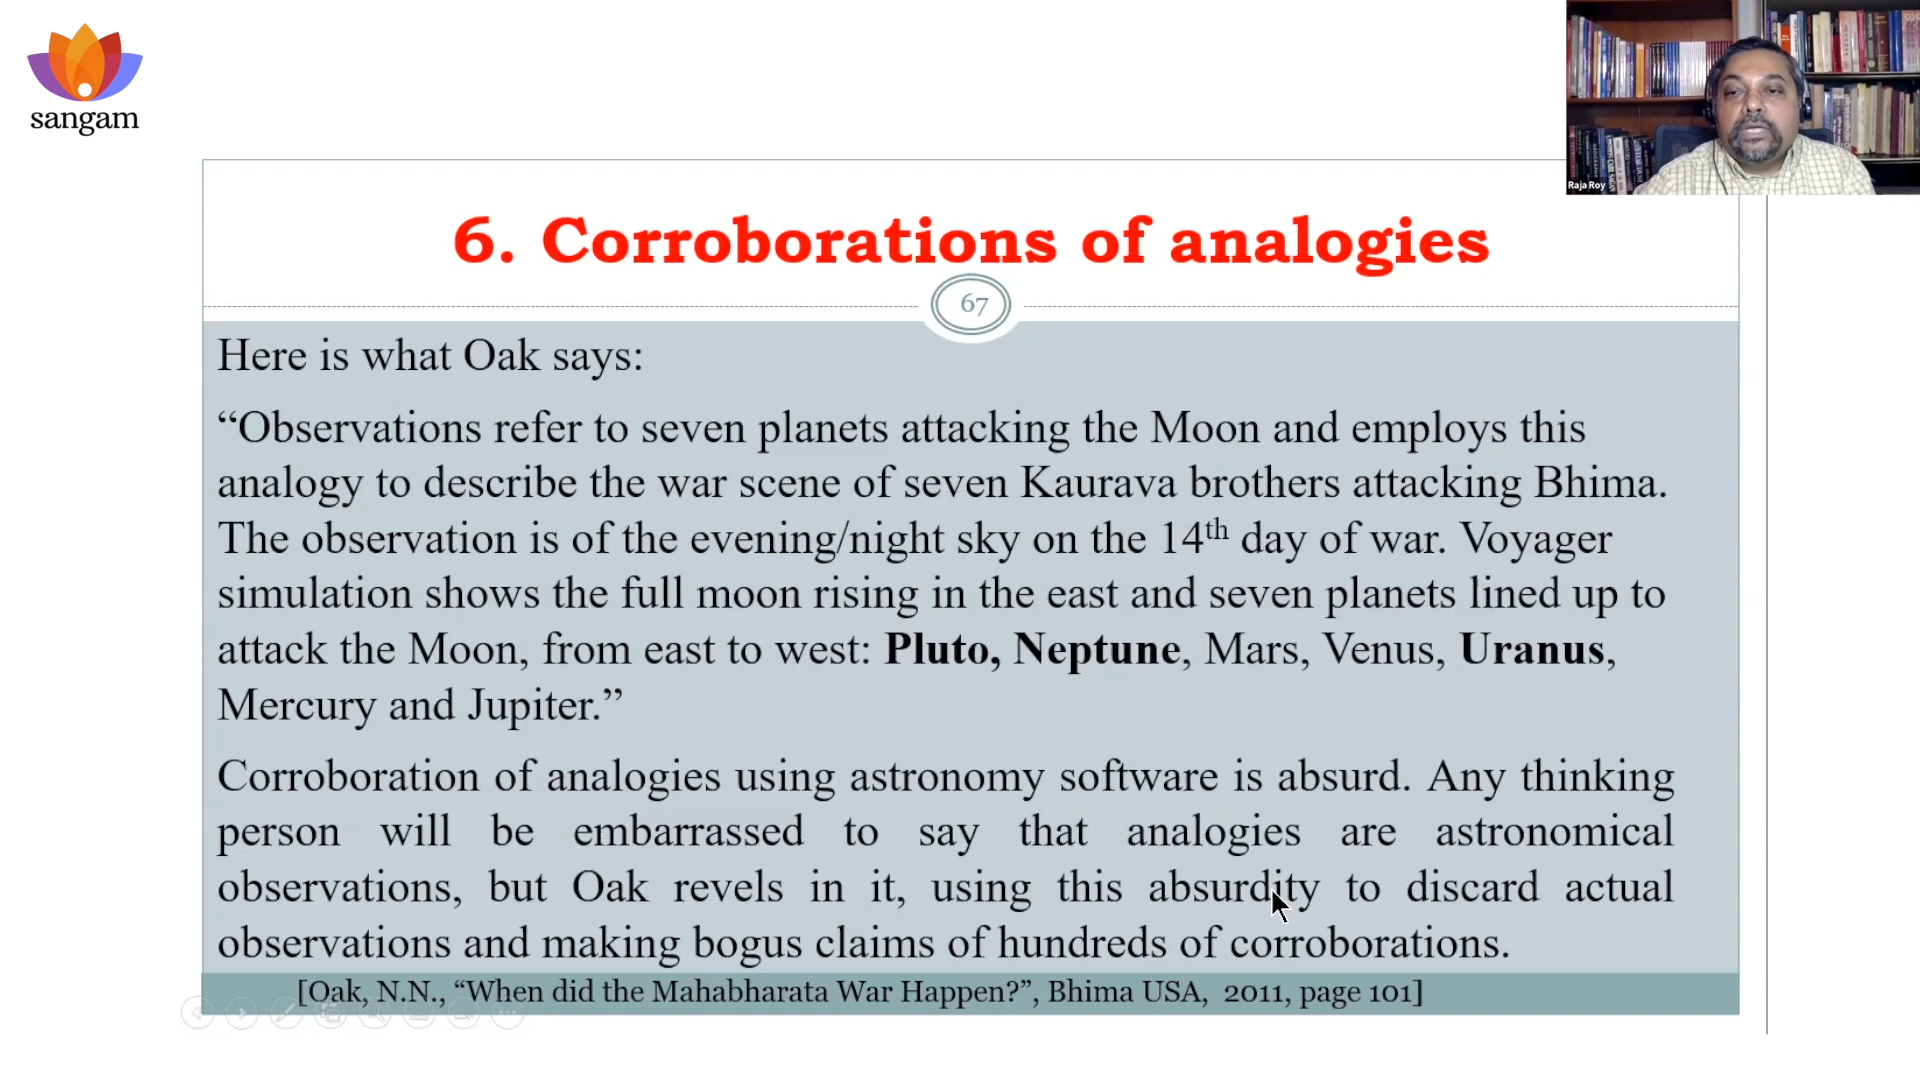 sangam
Raja Roy
6. Corroborations of analogies
67
Here is what Oak says:
“Observations refer to seven planets attacking the Moon and employs this
analogy to describe the war scene of seven Kaurava brothers attacking Bhima.
The observation is of the evening/night sky on the 14th day of war. Voyager
simulation shows the full moon rising in the east and seven planets lined up to
attack the Moon, from east to west: Pluto, Neptune, Mars, Venus, Uranus,
Mercury and Jupiter.”
Corroboration of analogies using astronomy software is absurd. Any thinking
person will be embarrassed to say that analogies are astronomical
observations, but Oak revels in it, using this absurdity to discard actual
observations and making bogus claims of hundreds of corroborations.
[Oak, N.N., “When did the Mahabharata War Happen?”, Bhima USA, 2011, page 101]